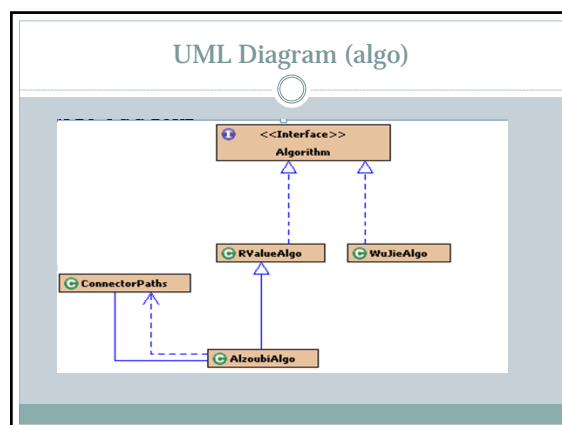 UML Diagram (algo)
I <<Interface>>
Algorithm
C RValueAlgo
C WuJieAlgo
C ConnectorPaths
C AlzoubiAlgo